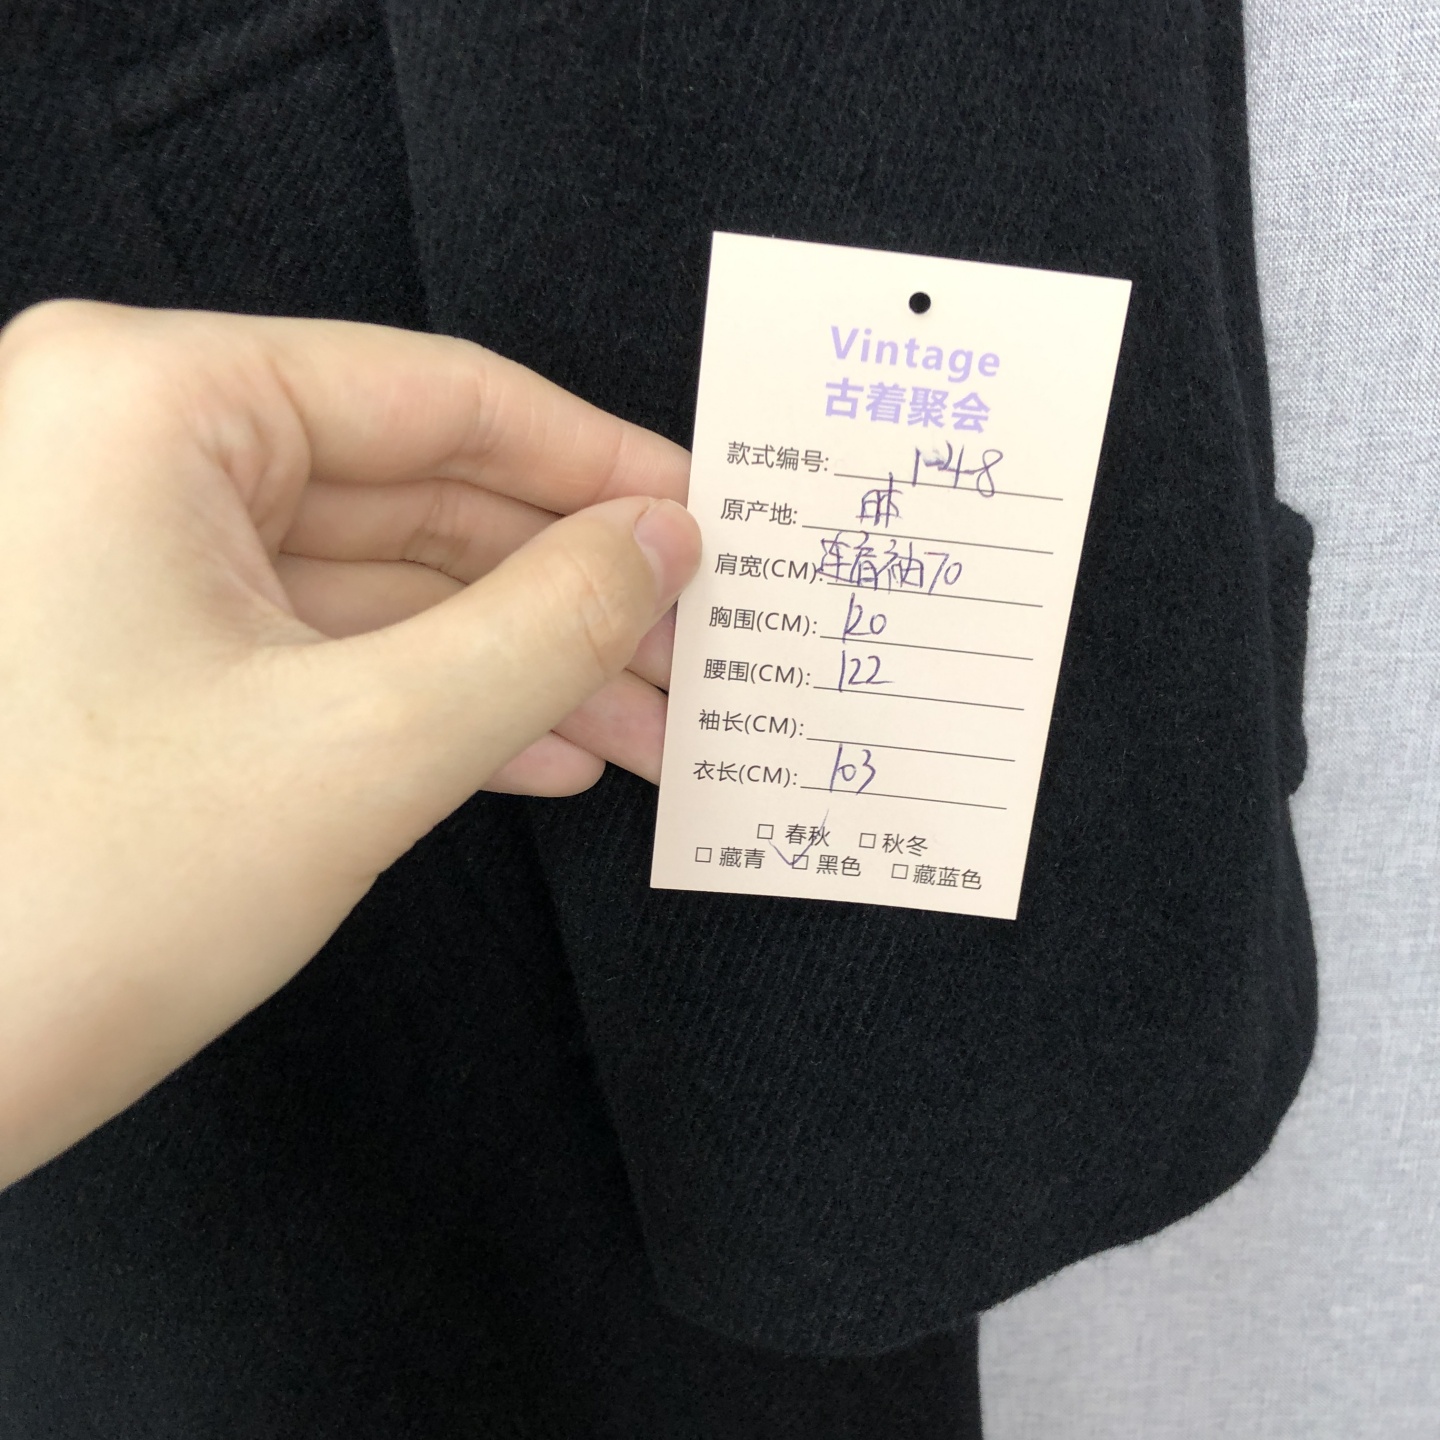 Vintage
古着聚会
款式编号: 1-48
原产地: 日本
肩宽(CM): 连肩袖70
胸围(CM): 120
腰围(CM): 122
袖长(CM):
衣长(CM): 103
□ 春秋 □ 秋冬
□ 藏青 ☑ 黑色 □ 藏蓝色